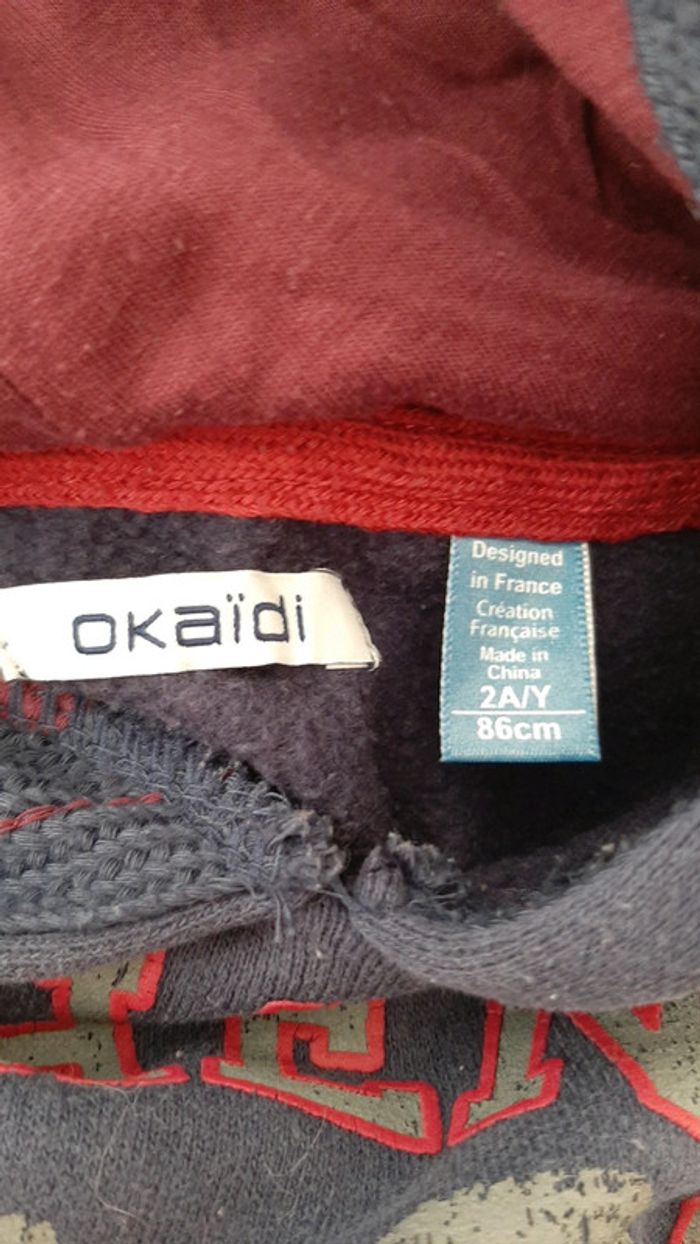 okaïdi
Designed
in France
Création
Française
Made in
China
2A/Y
86cm